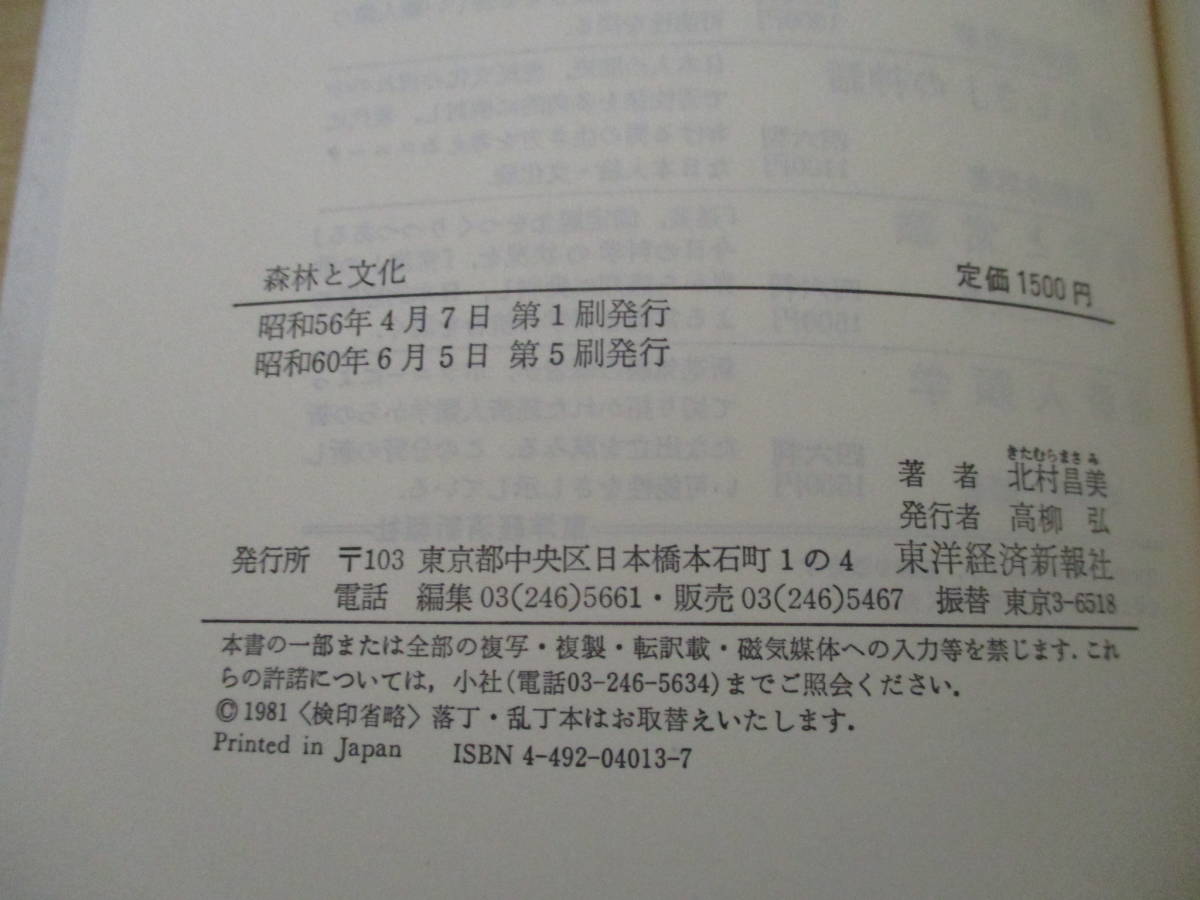 森林と文化
定価1500円
昭和56年4月7日 第1刷発行
昭和60年6月5日 第5刷発行
きたむらまさみ
著者 北村昌美
発行者 高柳 弘
発行所 〒103 東京都中央区日本橋本石町1の4 東洋経済新報社
電話 編集03(246)5661・販売03(246)5467 振替 東京3-6518
本書の一部または全部の複写・複製・転訳載・磁気媒体への入力等を禁じます.これ
らの許諾については,小社(電話03-246-5634)までご照会ください.
©1981〈検印省略〉落丁・乱丁本はお取替えいたします.
Printed in Japan ISBN 4-492-04013-7